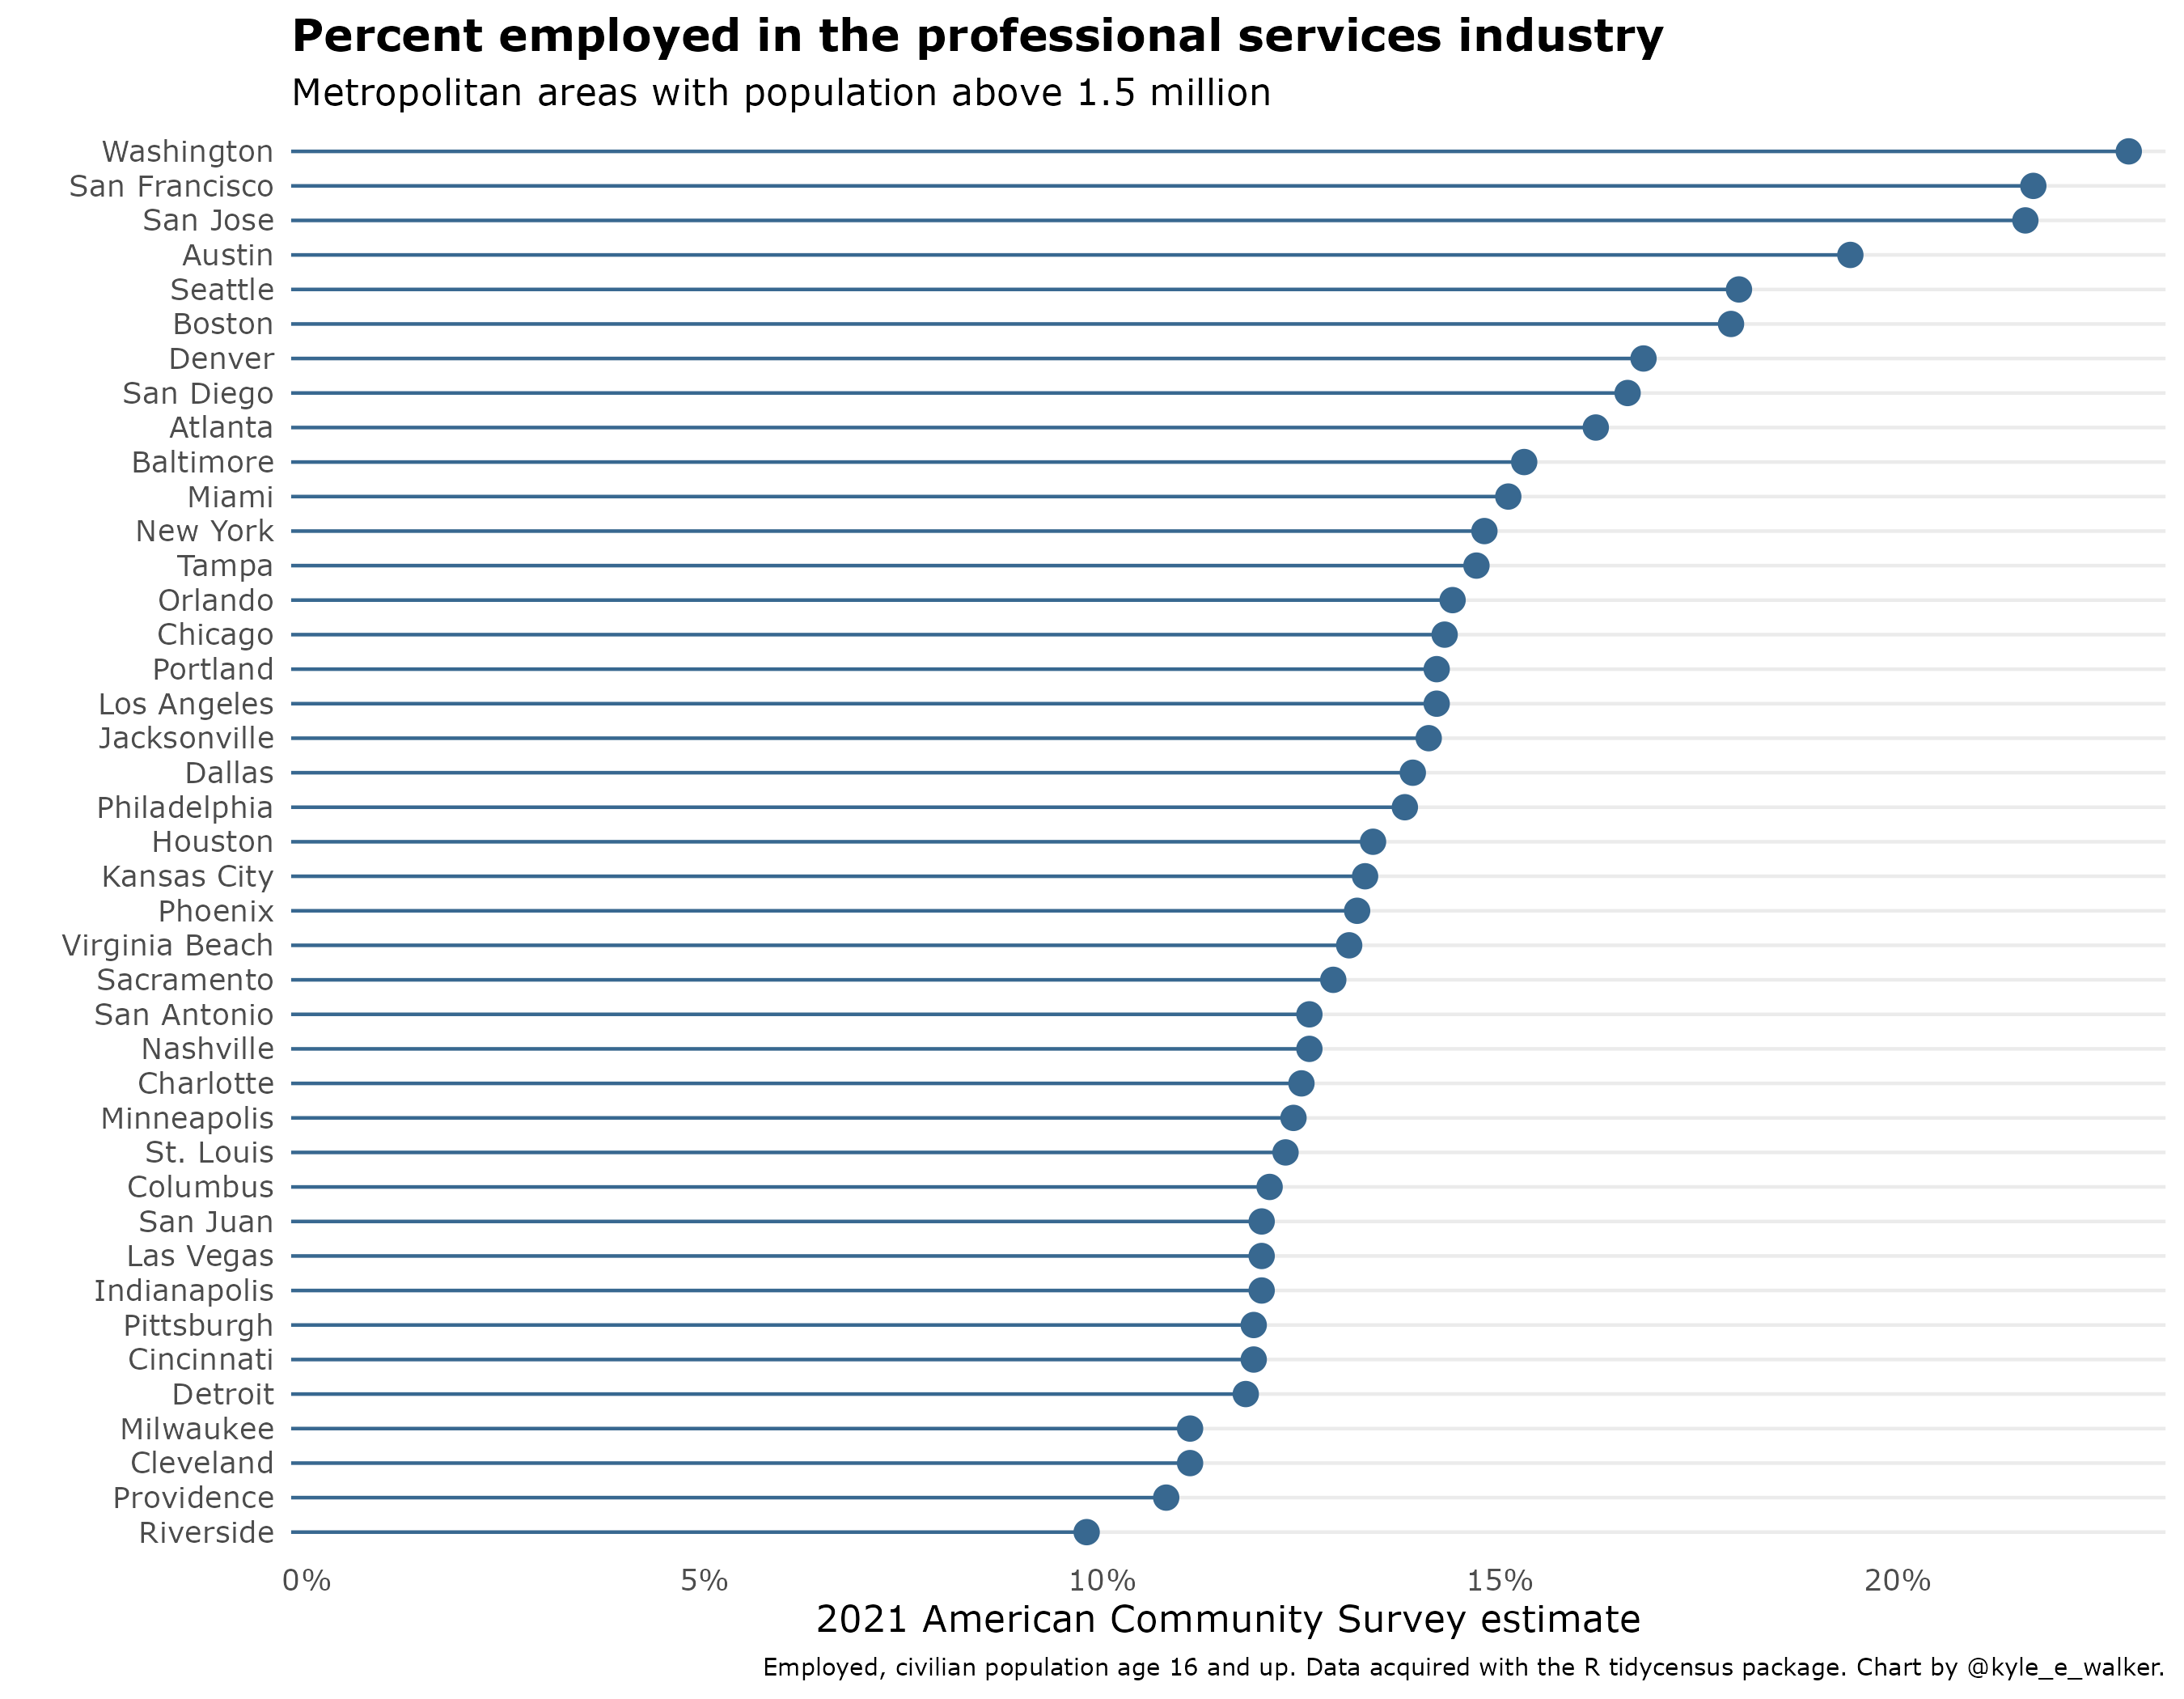 Percent employed in the professional services industry
Metropolitan areas with population above 1.5 million
Washington
San Francisco
San Jose
Austin
Seattle
Boston
Denver
San Diego
Atlanta
Baltimore
Miami
New York
Tampa
Orlando
Chicago
Portland
Los Angeles
Jacksonville
Dallas
Philadelphia
Houston
Kansas City
Phoenix
Virginia Beach
Sacramento
San Antonio
Nashville
Charlotte
Minneapolis
St. Louis
Columbus
San Juan
Las Vegas
Indianapolis
Pittsburgh
Cincinnati
Detroit
Milwaukee
Cleveland
Providence
Riverside
0% 5% 10% 15% 20%
2021 American Community Survey estimate
Employed, civilian population age 16 and up. Data acquired with the R tidycensus package. Chart by @kyle_e_walker.